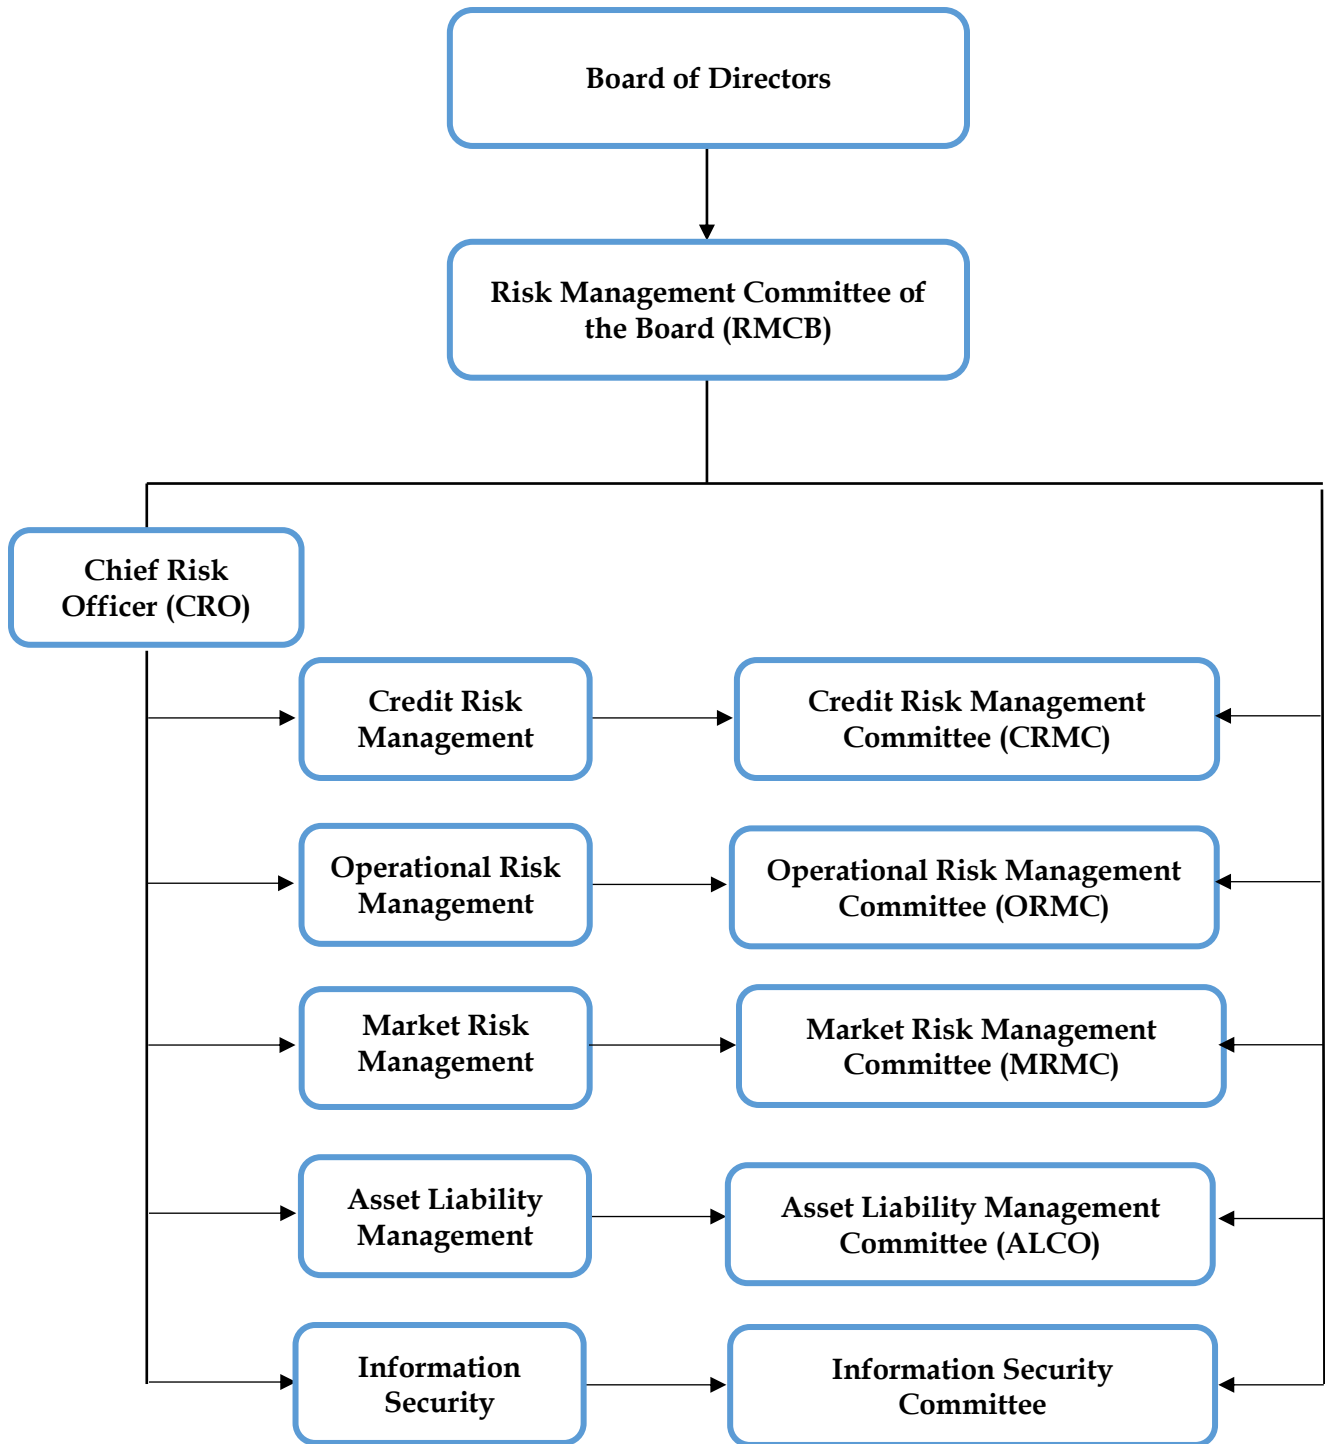 Board of Directors
Risk Management Committee of
the Board (RMCB)
Chief Risk
Officer (CRO)
Credit Risk
Management
Credit Risk Management
Committee (CRMC)
Operational Risk
Management
Operational Risk Management
Committee (ORMC)
Market Risk
Management
Market Risk Management
Committee (MRMC)
Asset Liability
Management
Asset Liability Management
Committee (ALCO)
Information
Security
Information Security
Committee